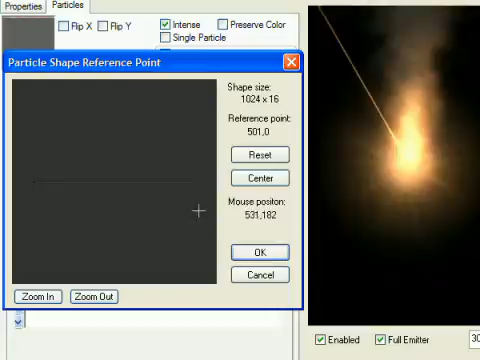 Properties
Particles
Flip X
Flip Y
Intense
Preserve Color
Single Particle
Particle Shape Reference Point
Shape size:
1024 x 16
Reference point:
501,0
Reset
Center
Mouse positon:
531,182
OK
Cancel
Zoom In
Zoom Out
Enabled
Full Emitter
30